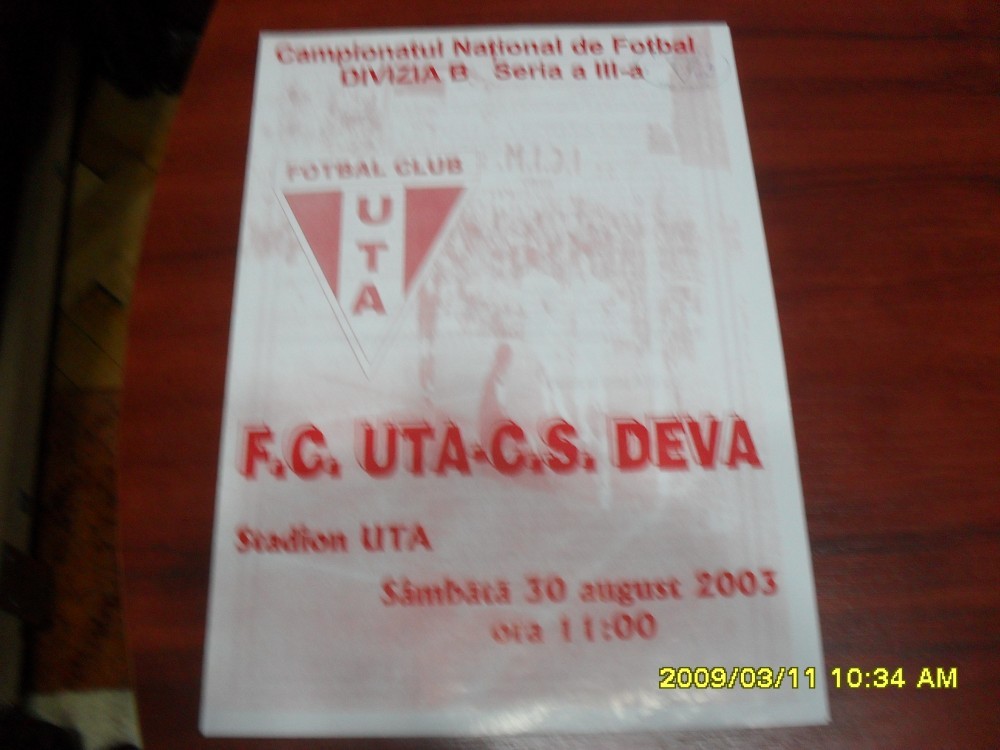 Campionatul Național de Fotbal
DIVIZIA B Seria a III-a
FOTBAL CLUB
U
T
A
F.C. UTA-C.S. DEVA
Stadion UTA
Sâmbătă 30 august 2003
ora 11:00
2009/03/11 10:34 AM